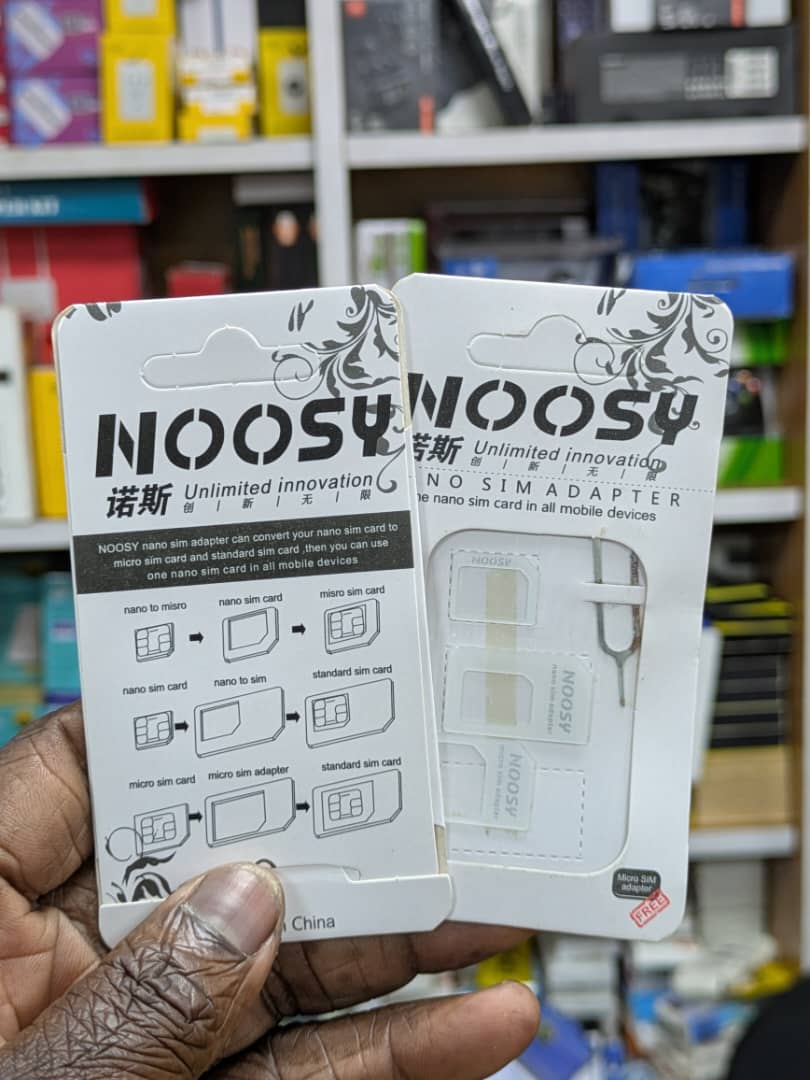 NOOSY
诺斯 Unlimited innovation
创 | 新 | 无 | 限
NOOSY nano sim adapter can convert your nano sim card to
micro sim card and standard sim card ,then you can use
one nano sim card in all mobile devices
nano to misro
nano sim card
misro sim card
nano sim card
nano to sim
standard sim card
micro sim card
micro sim adapter
standard sim card
China
NOOSY
诺斯 Unlimited innovation
创 | 新 | 无 | 限
NO SIM ADAPTER
nano sim card in all mobile devices
NOOSY
NOOSY
nano sim adapter
NOOSY
micro sim adapter
Micro SIM
adapter
FREE